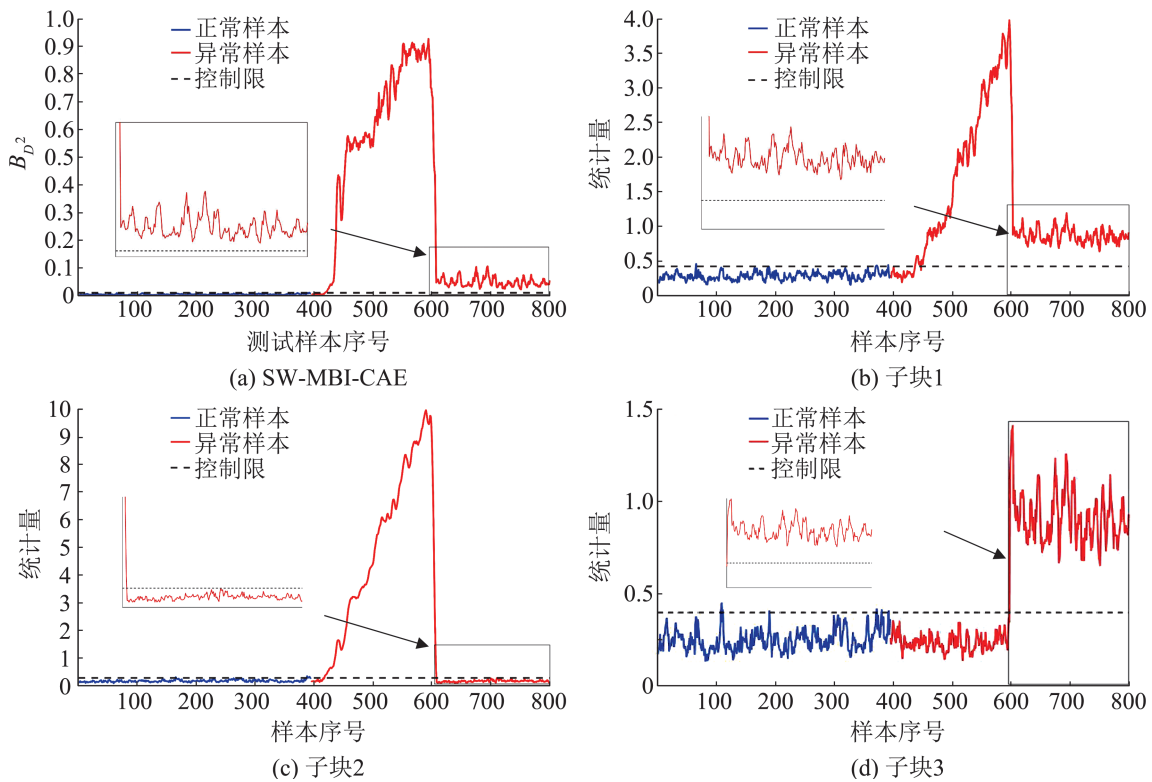 1.0
0.9
0.8
0.7
0.6
0.5
0.4
0.3
0.2
0.1
0
B_D²
正常样本
异常样本
控制限
100 200 300 400 500 600 700 800
测试样本序号
(a) SW-MBI-CAE
4.0
3.5
3.0
2.5
2.0
1.5
1.0
0.5
0
统计量
正常样本
异常样本
控制限
100 200 300 400 500 600 700 800
样本序号
(b) 子块1
10
9
8
7
6
5
4
3
2
1
0
统计量
正常样本
异常样本
控制限
100 200 300 400 500 600 700 800
样本序号
(c) 子块2
1.5
1.0
0.5
0
统计量
正常样本
异常样本
控制限
100 200 300 400 500 600 700 800
样本序号
(d) 子块3